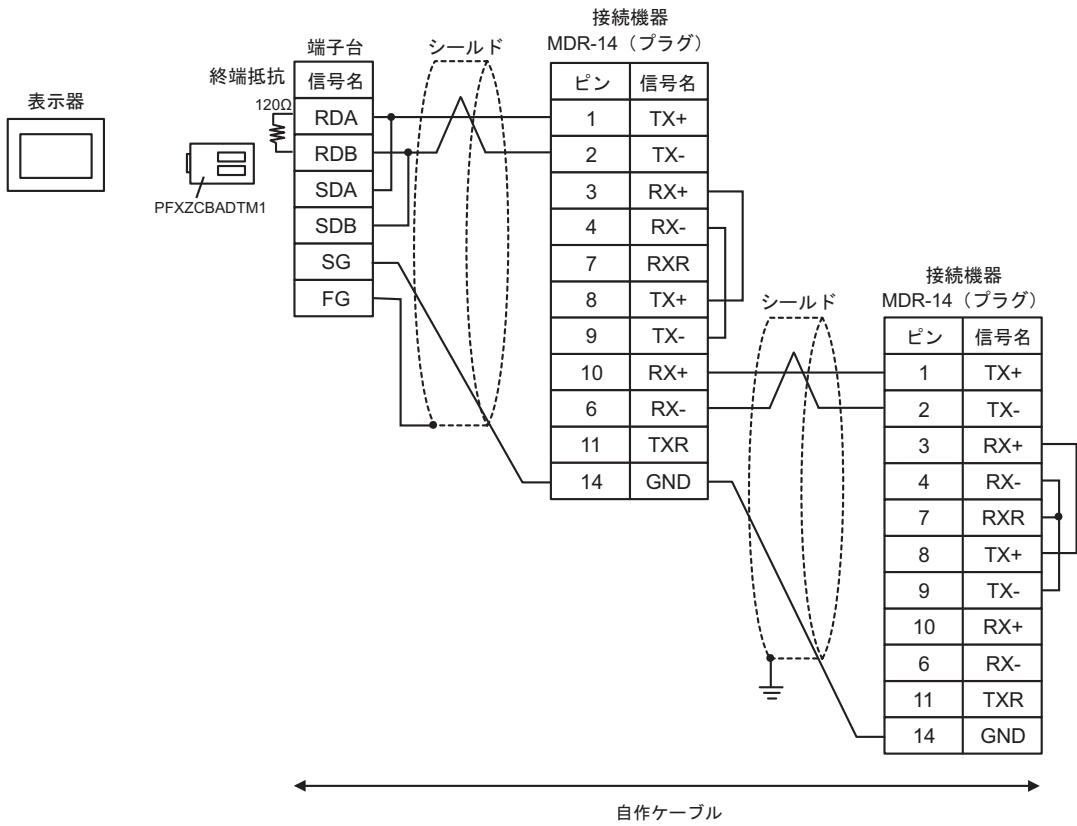 表示器
PFXZCBADTM1
終端抵抗
120Ω
端子台
信号名
RDA
RDB
SDA
SDB
SG
FG
シールド
接続機器
MDR-14（プラグ）
ピン 信号名
1 TX+
2 TX-
3 RX+
4 RX-
7 RXR
8 TX+
9 TX-
10 RX+
6 RX-
11 TXR
14 GND
シールド
接続機器
MDR-14（プラグ）
ピン 信号名
1 TX+
2 TX-
3 RX+
4 RX-
7 RXR
8 TX+
9 TX-
10 RX+
6 RX-
11 TXR
14 GND
自作ケーブル